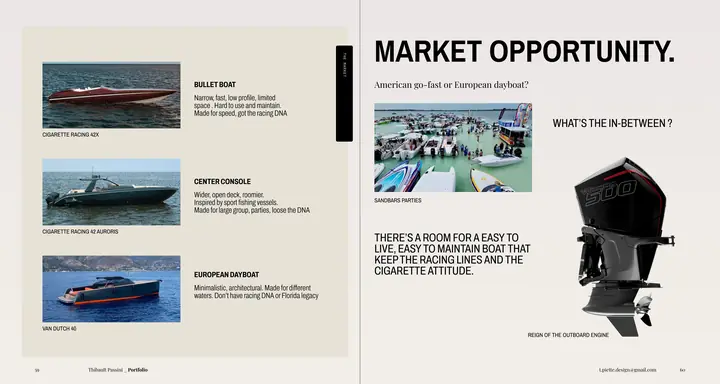 THE MARKET
BULLET BOAT
Narrow, fast, low profile, limited
space . Hard to use and maintain.
Made for speed, got the racing DNA
CIGARETTE RACING 42X
CENTER CONSOLE
Wider, open deck, roomier.
Inspired by sport fishing vessels.
Made for large group, parties, loose the DNA
CIGARETTE RACING 42 AURORIS
EUROPEAN DAYBOAT
Minimalistic, architectural. Made for different
waters. Don't have racing DNA or Florida legacy
VAN DUTCH 40
59
Thibault Passini _ Portfolio
MARKET OPPORTUNITY.
American go-fast or European dayboat?
WHAT'S THE IN-BETWEEN ?
500
SANDBARS PARTIES
THERE'S A ROOM FOR A EASY TO
LIVE, EASY TO MAINTAIN BOAT THAT
KEEP THE RACING LINES AND THE
CIGARETTE ATTITUDE.
REIGN OF THE OUTBOARD ENGINE
t.piette.design@gmail.com
60